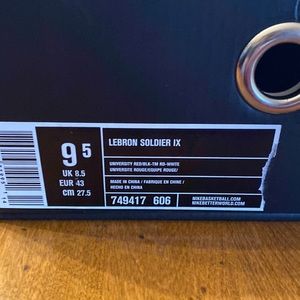 LEBRON SOLDIER IX
9 5
UK 8.5
EUR 43
cm 27.5
UNIVERSITY RED/BLK-TM RD-WHITE
UNIVERSITE ROUGE/EQUIPE ROUGE/
MADE IN CHINA / FABRIQUE EN CHINE /
HECHO EN CHINA
749417 606
NIKEBASKETBALL.COM
NIKEBETTERWORLD.COM